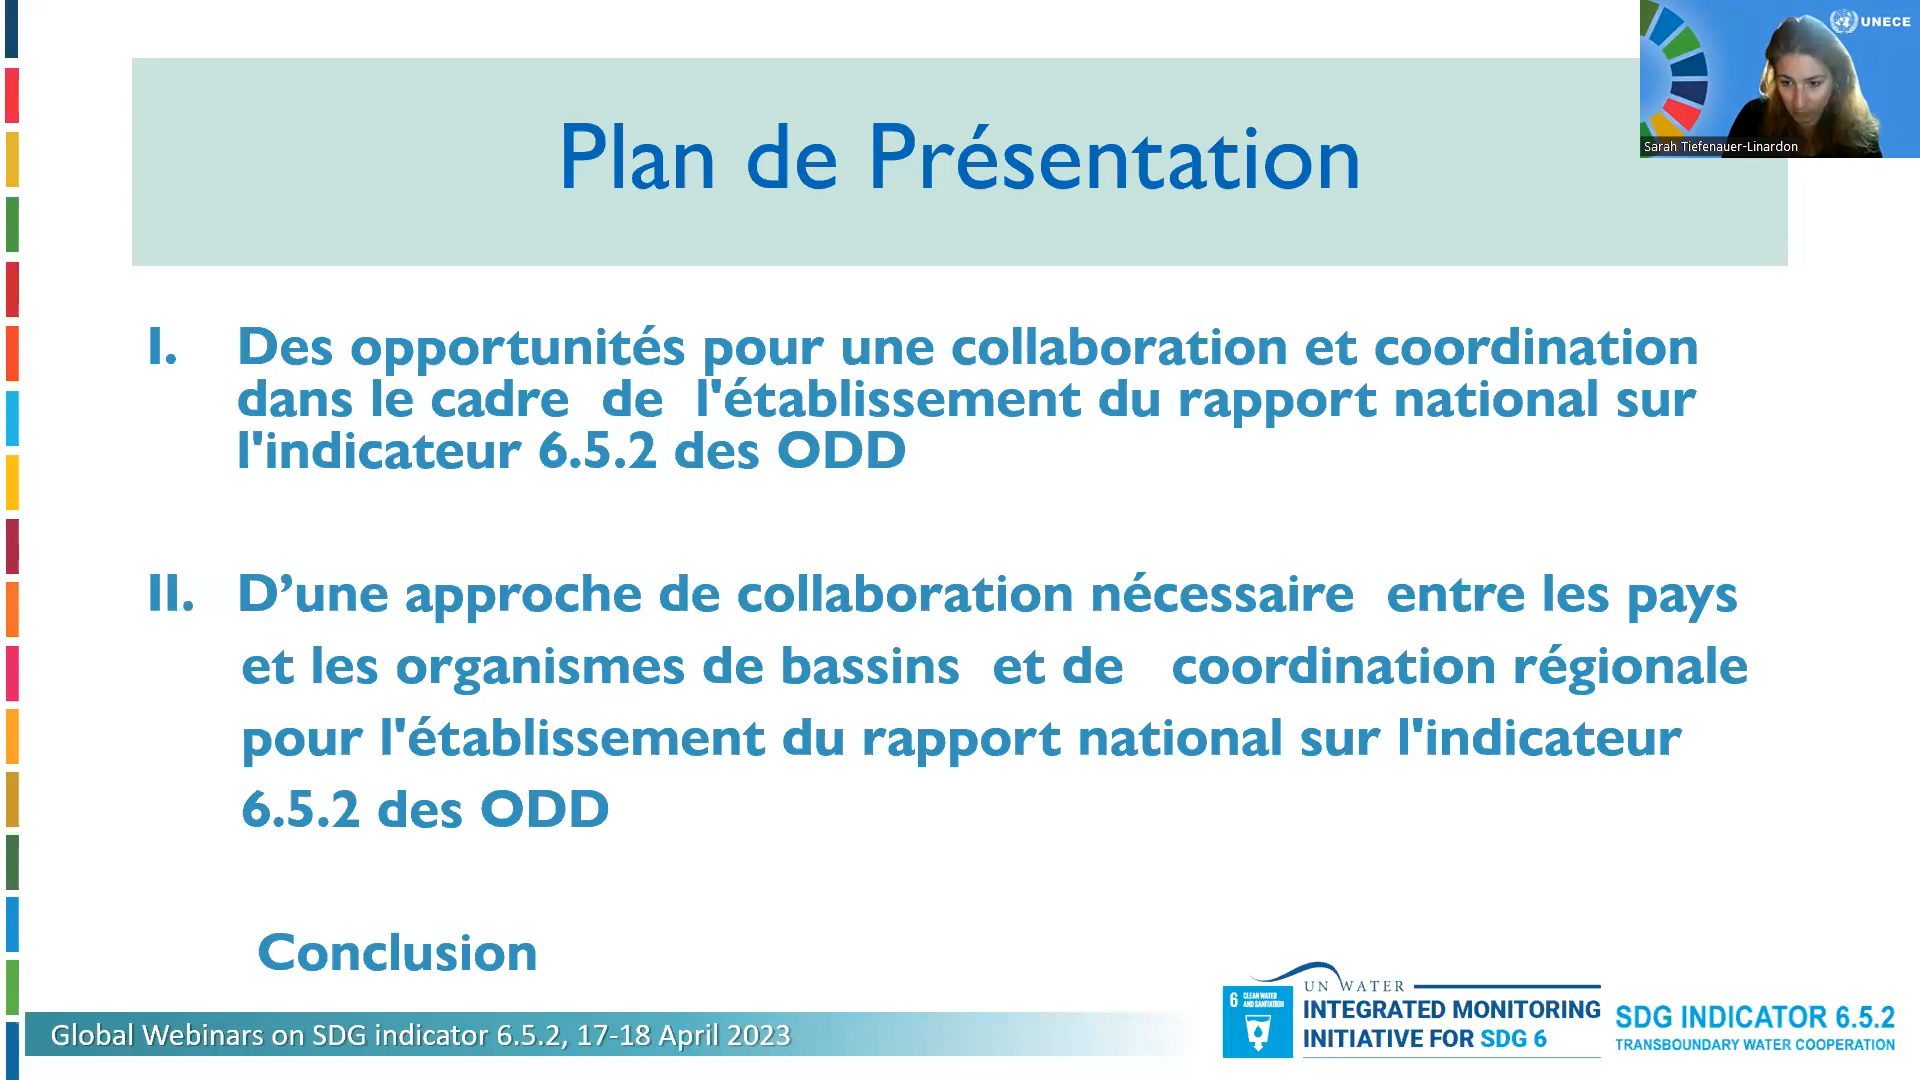 UNECE
Sarah Tiefenauer-Linardon
Plan de Présentation
I. Des opportunités pour une collaboration et coordination
dans le cadre de l'établissement du rapport national sur
l'indicateur 6.5.2 des ODD
II. D’une approche de collaboration nécessaire entre les pays
et les organismes de bassins et de coordination régionale
pour l'établissement du rapport national sur l'indicateur
6.5.2 des ODD
Conclusion
Global Webinars on SDG indicator 6.5.2, 17-18 April 2023
6 CLEAN WATER
AND SANITATION
UN WATER
INTEGRATED MONITORING
INITIATIVE FOR SDG 6
SDG INDICATOR 6.5.2
TRANSBOUNDARY WATER COOPERATION